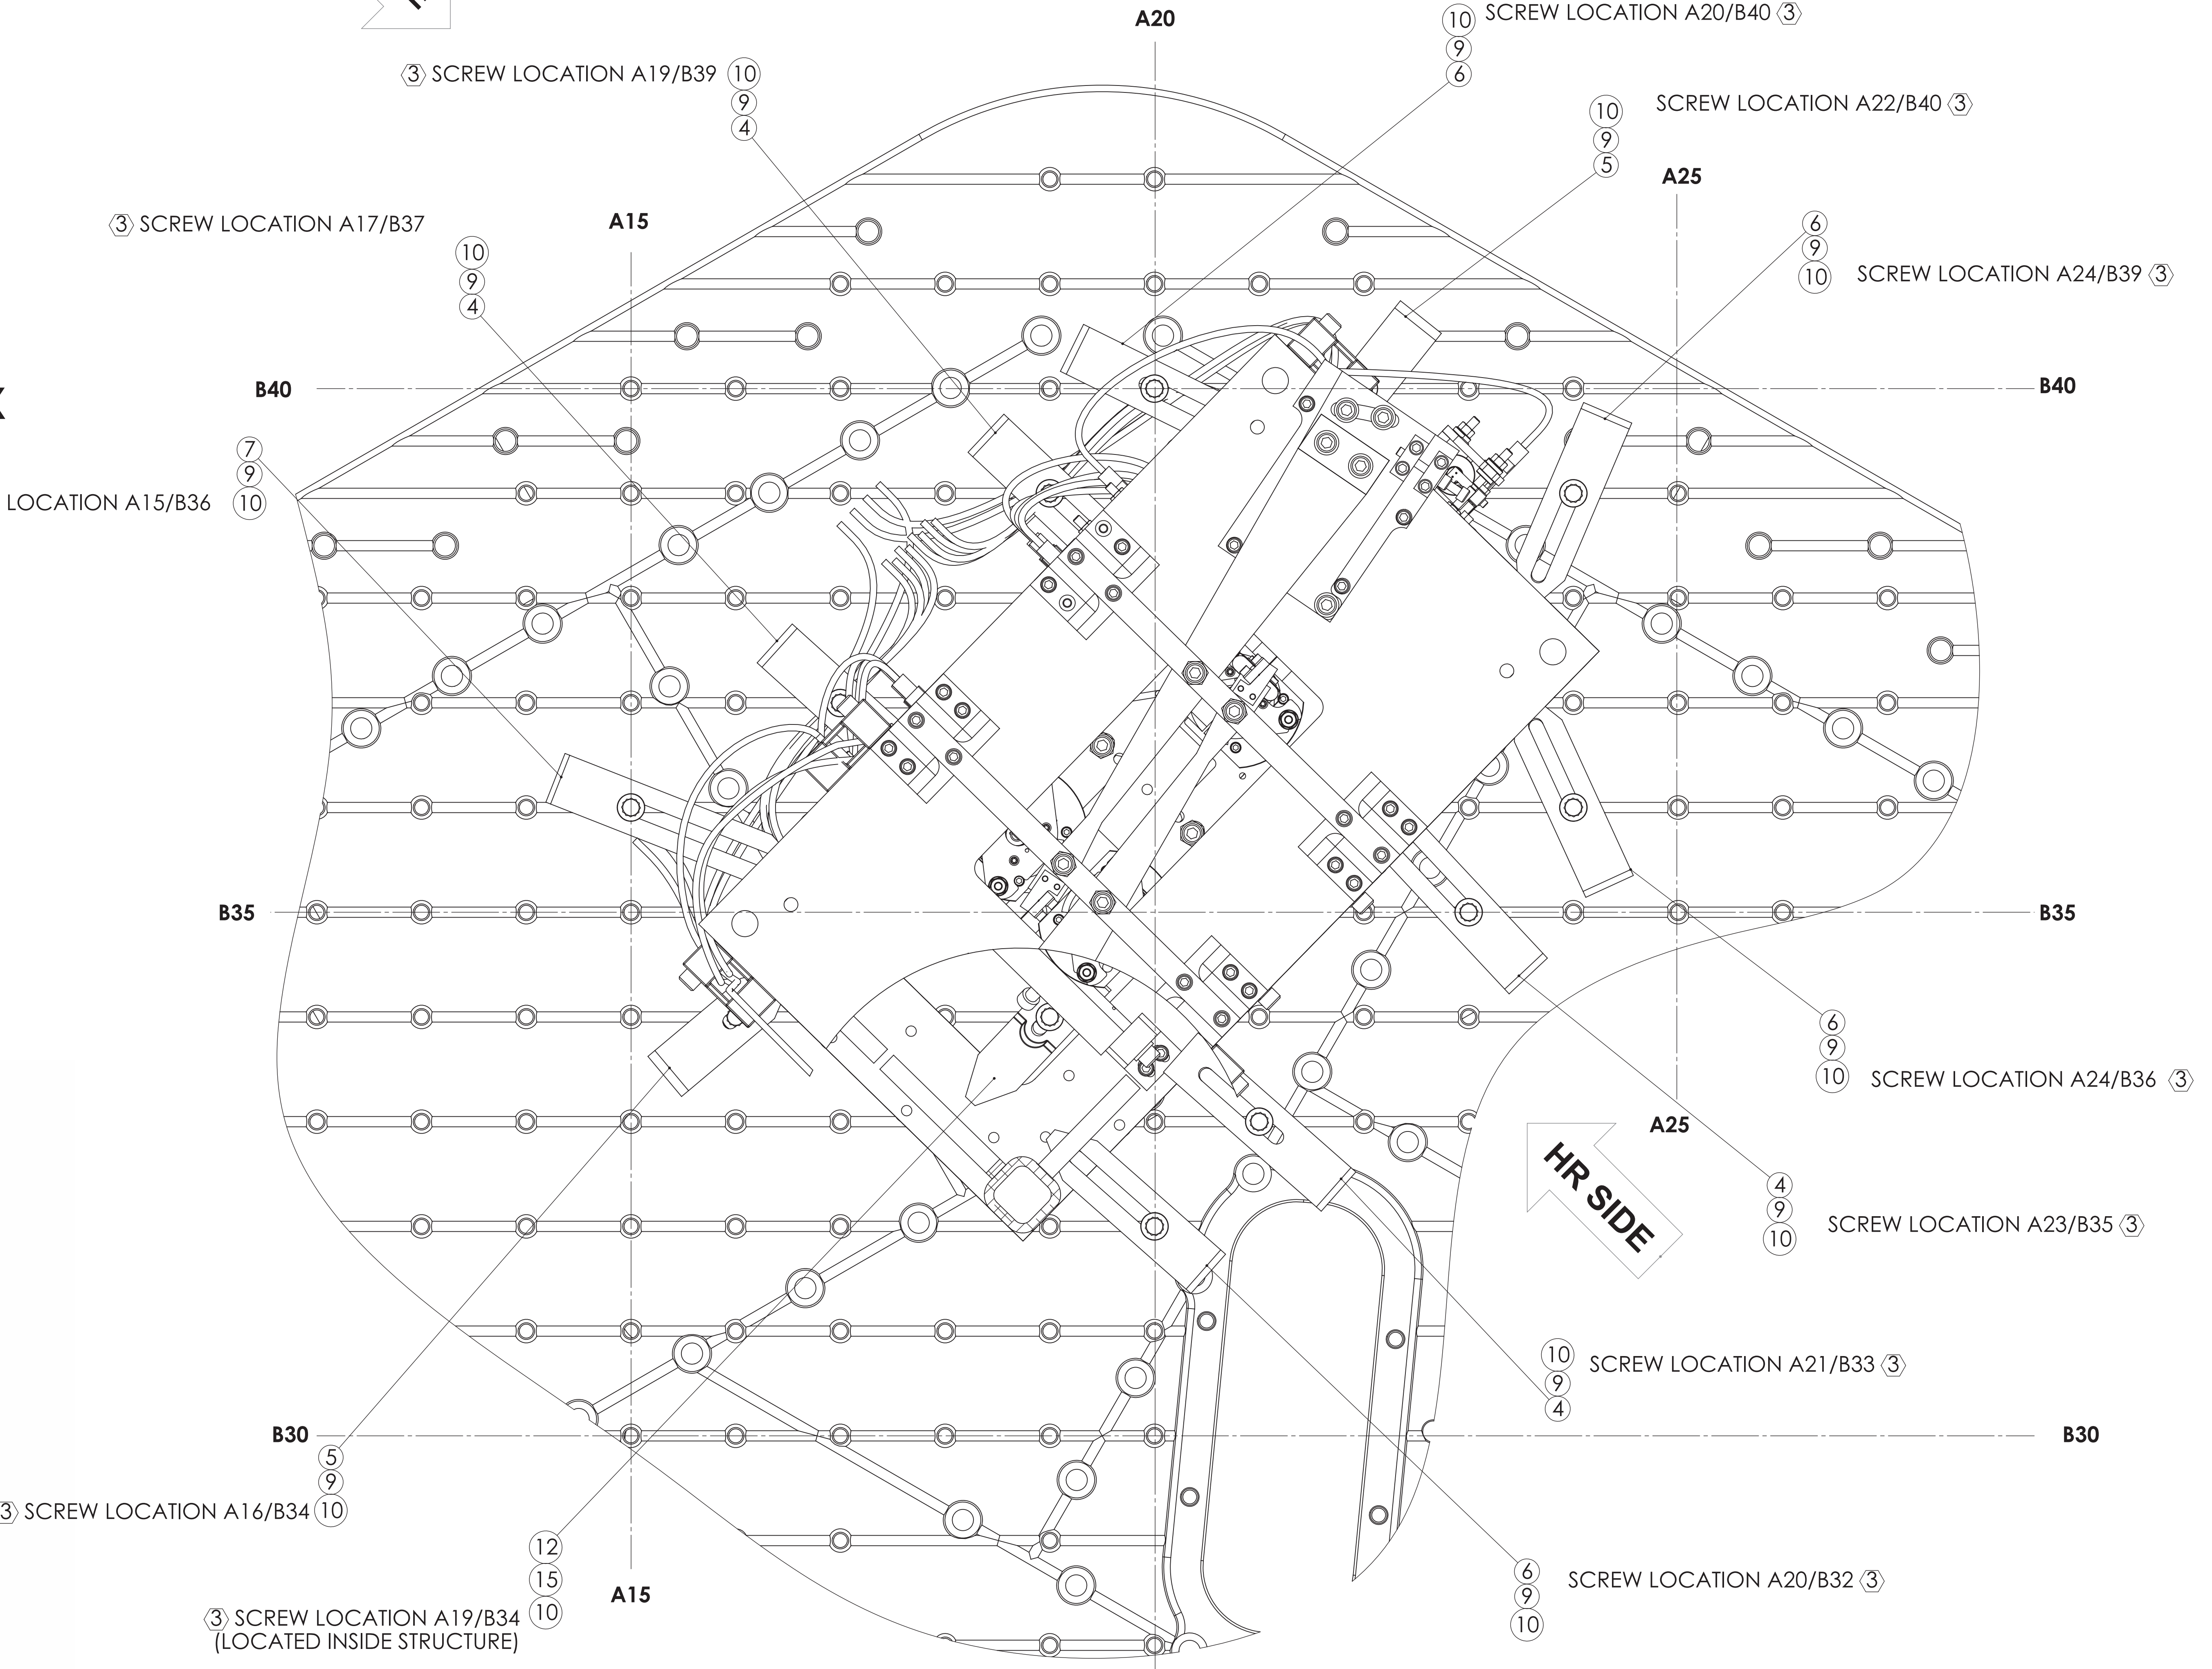 A20
10
SCREW LOCATION A20/B40 3
9
6
3 SCREW LOCATION A19/B39 10
9
4
10
SCREW LOCATION A22/B40 3
9
5
A25
3 SCREW LOCATION A17/B37
10
9
4
A15
6
9
10
SCREW LOCATION A24/B39 3
B40
B40
7
9
LOCATION A15/B36 10
B35
B35
6
9
10
SCREW LOCATION A24/B36 3
A25
HR SIDE
4
9
10
SCREW LOCATION A23/B35 3
10
SCREW LOCATION A21/B33 3
9
4
B30
B30
5
9
3 SCREW LOCATION A16/B34 10
12
15
10
3 SCREW LOCATION A19/B34
(LOCATED INSIDE STRUCTURE)
A15
6
9
10
SCREW LOCATION A20/B32 3